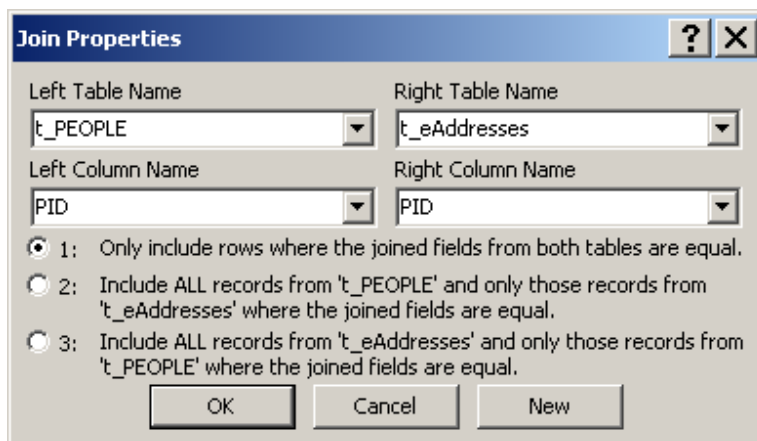 Join Properties
Left Table Name Right Table Name
t_PEOPLE t_eAddresses
Left Column Name Right Column Name
PID PID
1: Only include rows where the joined fields from both tables are equal.
2: Include ALL records from 't_PEOPLE' and only those records from
't_eAddresses' where the joined fields are equal.
3: Include ALL records from 't_eAddresses' and only those records from
't_PEOPLE' where the joined fields are equal.
OK Cancel New